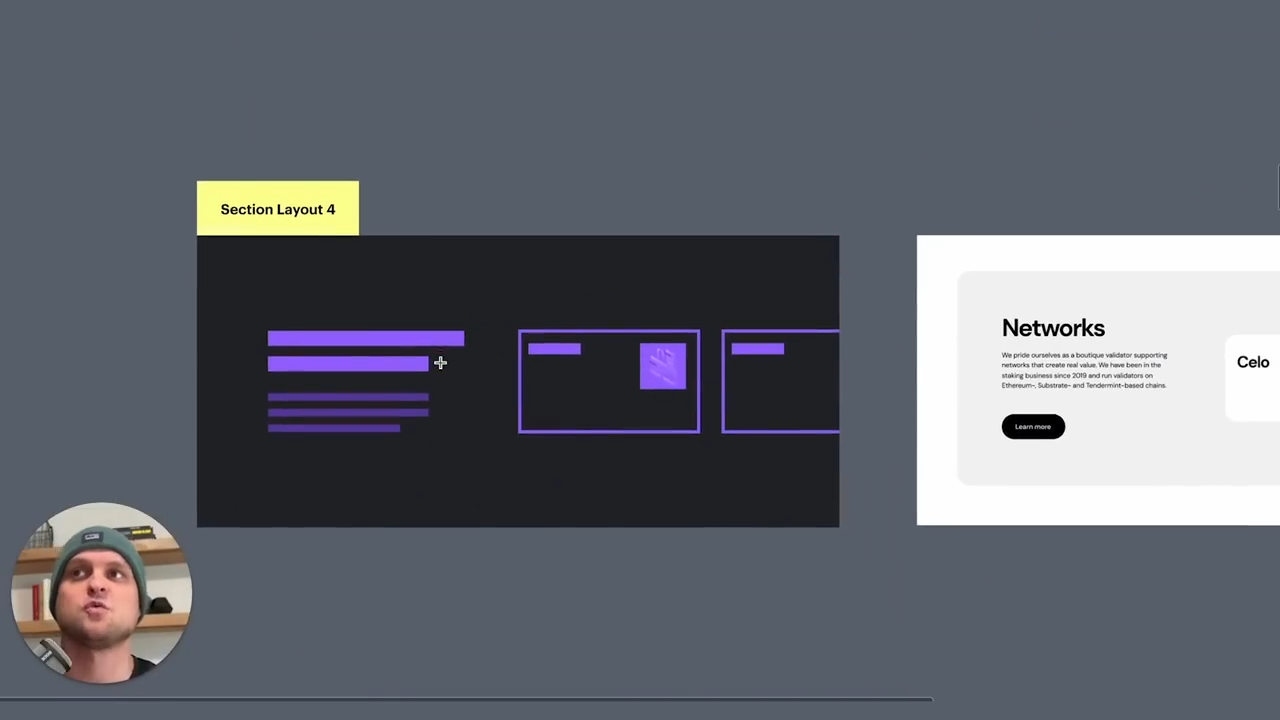 Section Layout 4
Networks
We pride ourselves as a boutique validator supporting
networks that create real value. We have been in the
staking business since 2019 and run validators on
Ethereum-, Substrate- and Tendermint-based chains.
Learn more
Celo